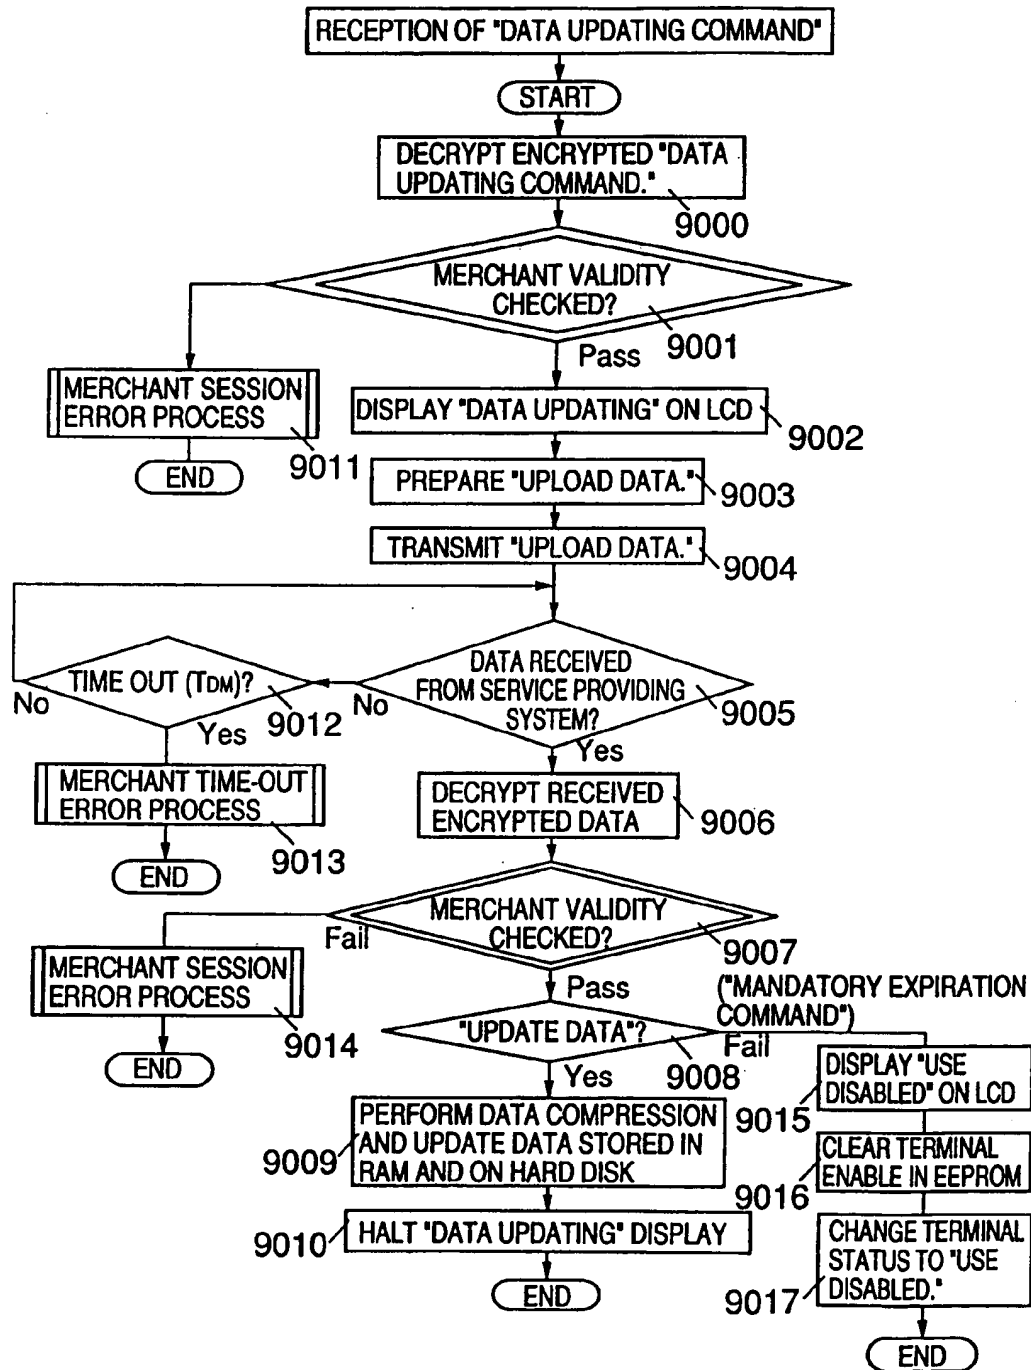 RECEPTION OF "DATA UPDATING COMMAND"
START
DECRYPT ENCRYPTED "DATA
UPDATING COMMAND."
9000
MERCHANT VALIDITY
CHECKED?
9001
Pass
MERCHANT SESSION
ERROR PROCESS
9011
END
DISPLAY "DATA UPDATING" ON LCD
9002
PREPARE "UPLOAD DATA."
9003
TRANSMIT "UPLOAD DATA."
9004
DATA RECEIVED
FROM SERVICE PROVIDING
SYSTEM?
9005
No
Yes
TIME OUT (TDM)?
9012
No
Yes
MERCHANT TIME-OUT
ERROR PROCESS
9013
END
DECRYPT RECEIVED
ENCRYPTED DATA
9006
MERCHANT VALIDITY
CHECKED?
9007
Fail
Pass
MERCHANT SESSION
ERROR PROCESS
9014
END
"UPDATE DATA"?
9008
("MANDATORY EXPIRATION
COMMAND")
Fail
Yes
PERFORM DATA COMPRESSION
AND UPDATE DATA STORED IN
RAM AND ON HARD DISK
9009
HALT "DATA UPDATING" DISPLAY
9010
END
DISPLAY "USE
DISABLED" ON LCD
9015
CLEAR TERMINAL
ENABLE IN EEPROM
9016
CHANGE TERMINAL
STATUS TO "USE
DISABLED."
9017
END